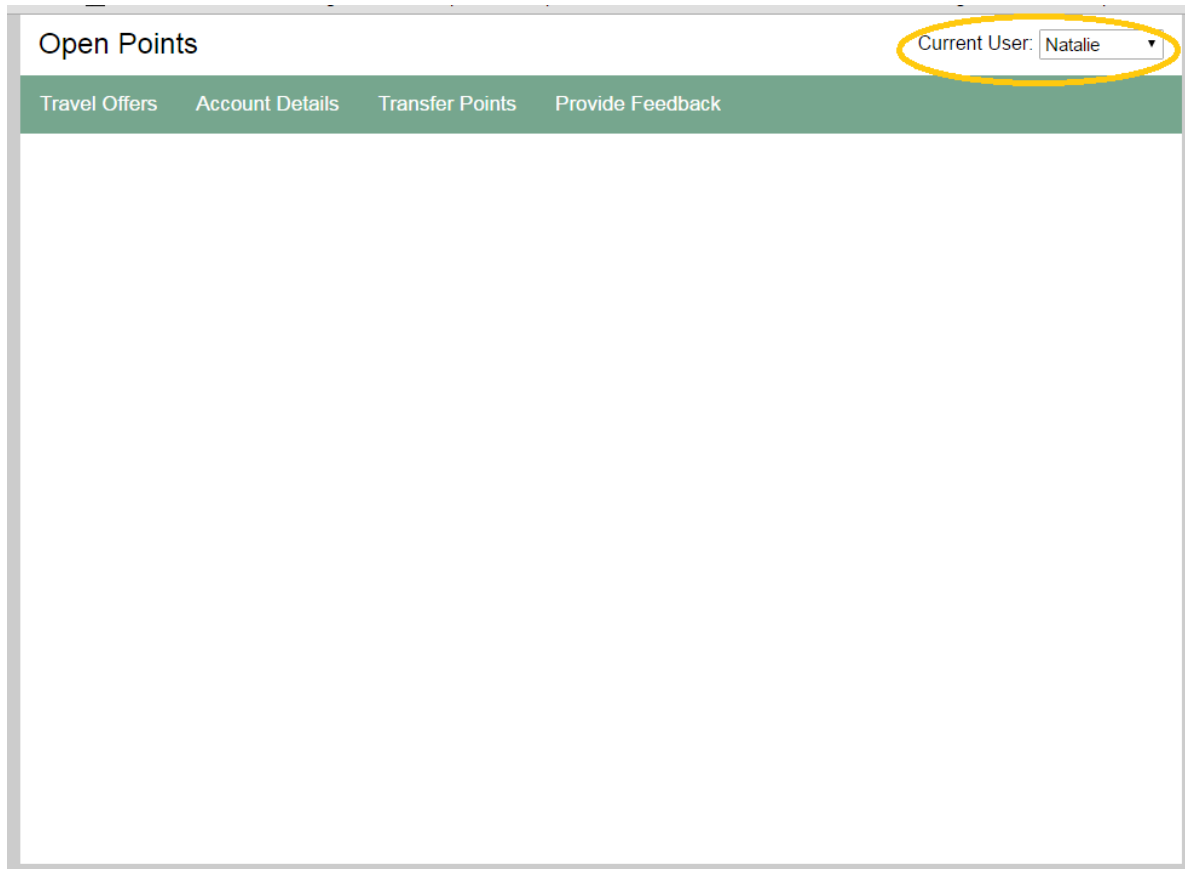 Open Points
Current User: Natalie
Travel Offers Account Details Transfer Points Provide Feedback